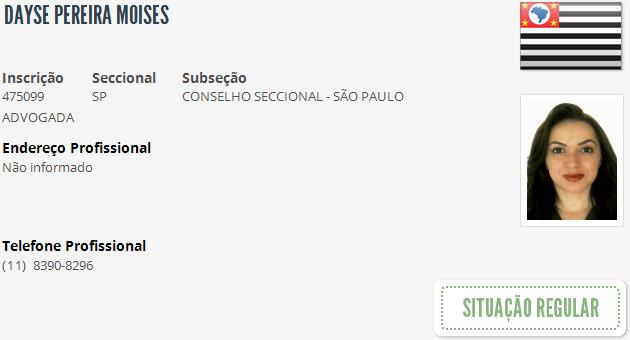 DAYSE PEREIRA MOISES
Inscrição Seccional Subseção
475099 SP CONSELHO SECCIONAL - SÃO PAULO
ADVOGADA
Endereço Profissional
Não informado
Telefone Profissional
(11) 8390-8296
SITUAÇÃO REGULAR